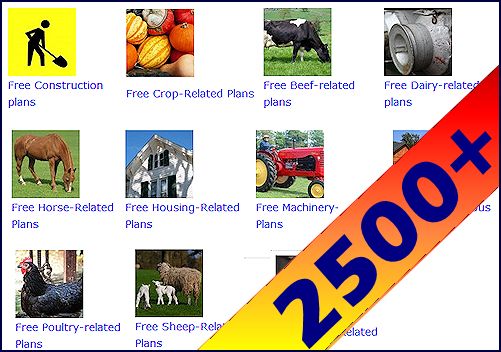 Free Construction
plans
Free Crop-Related Plans
Free Beef-related
plans
Free Dairy-related
plans
Free Horse-Related
Plans
Free Housing-Related
Plans
Free Machinery-
Plans
2500+
Free Poultry-related
Plans
Free Sheep-Related
Plans